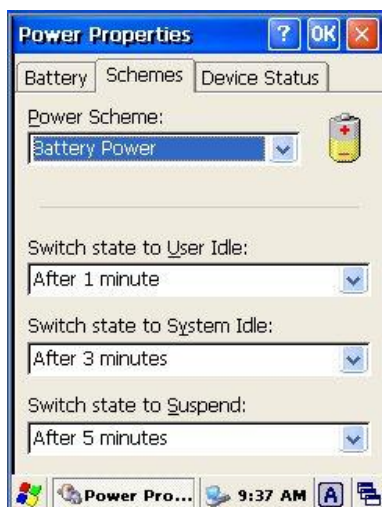 Power Properties ? OK ×
Battery Schemes Device Status
Power Scheme:
Battery Power
Switch state to User Idle:
After 1 minute
Switch state to System Idle:
After 3 minutes
Switch state to Suspend:
After 5 minutes
Power Pro... 9:37 AM A